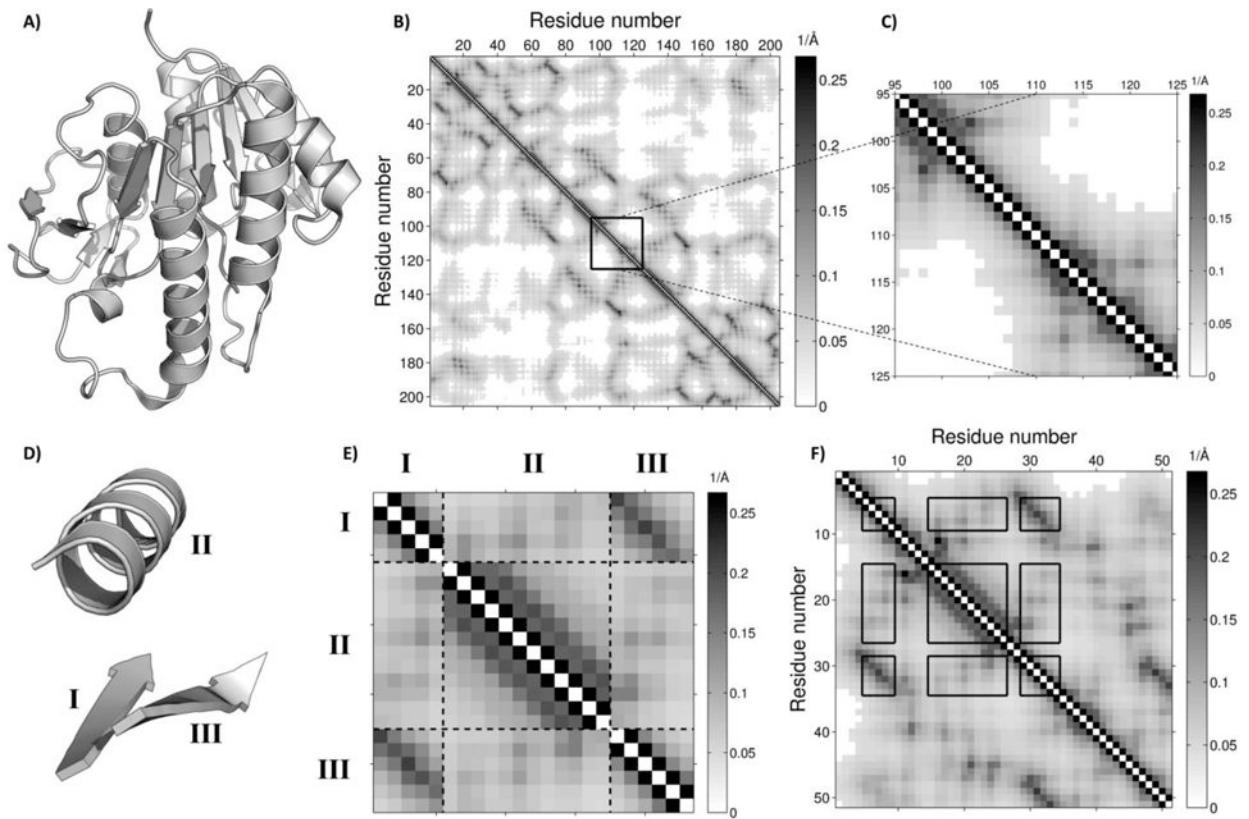 A)
B)
Residue number
20 40 60 80 100 120 140 160 180 200
Residue number
20
40
60
80
100
120
140
160
180
200
1/Å
0.25
0.2
0.15
0.1
0.05
0
C)
95 100 105 110 115 120 125
95
100
105
110
115
120
125
1/A
0.25
0.2
0.15
0.1
0.05
0
D)
II
I
III
E)
I II III
I
II
III
1/Å
0.25
0.2
0.15
0.1
0.05
0
F)
Residue number
10 20 30 40 50
Residue number
10
20
30
40
50
1/Å
0.25
0.2
0.15
0.1
0.05
0